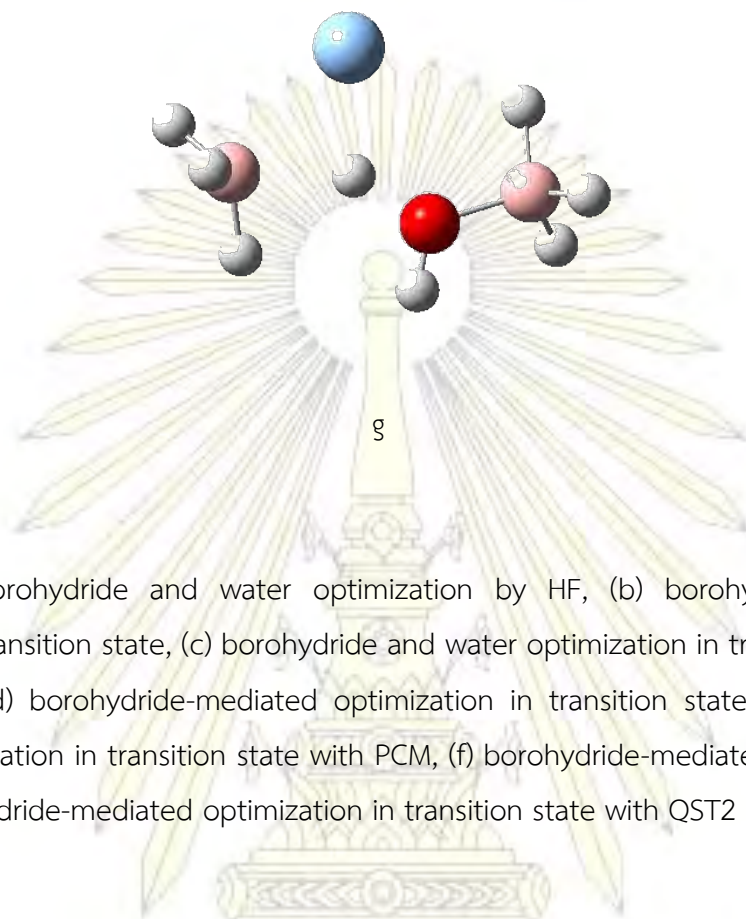 g
orohydride and water optimization by HF, (b) borohy
ansition state, (c) borohydride and water optimization in tr
d) borohydride-mediated optimization in transition state
ation in transition state with PCM, (f) borohydride-mediate
dride-mediated optimization in transition state with QST2